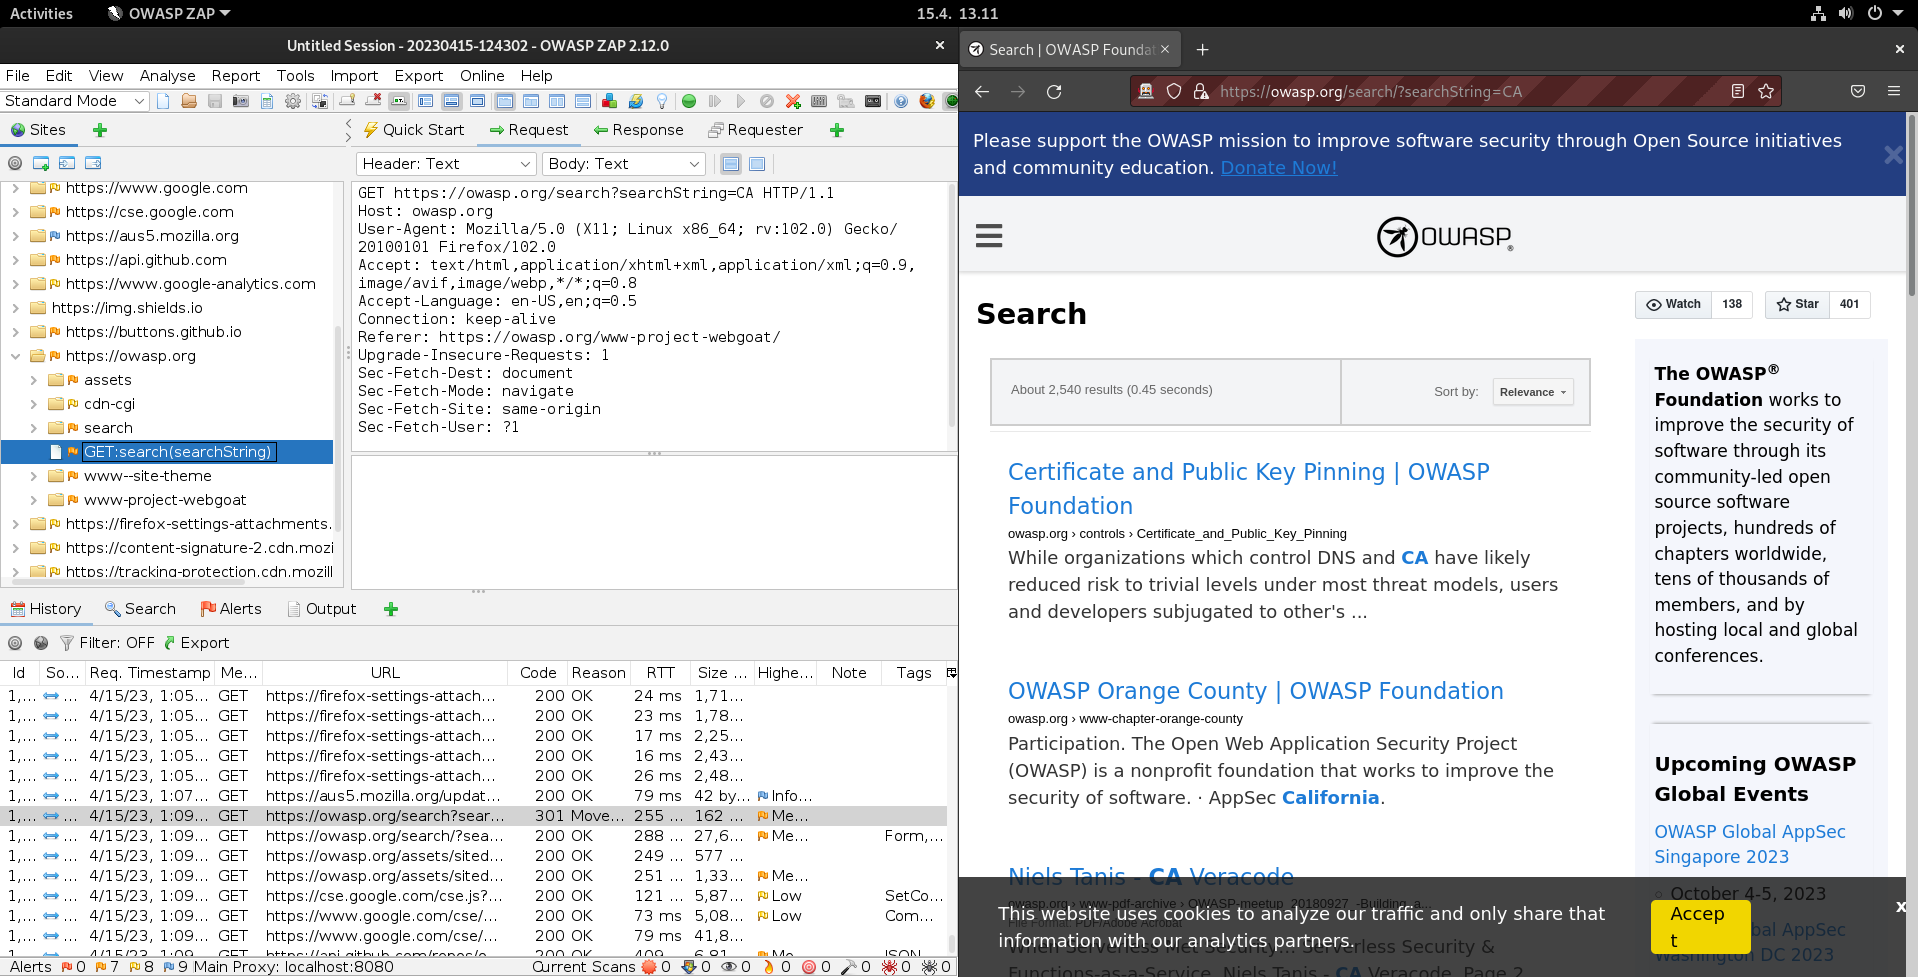 Activities
OWASP ZAP
15.4. 13.11
Untitled Session - 20230415-124302 - OWASP ZAP 2.12.0
File Edit View Analyse Report Tools Import Export Online Help
Standard Mode
Sites
Quick Start Request Response Requester
Header: Text Body: Text
https://www.google.com
https://cse.google.com
https://aus5.mozilla.org
https://api.github.com
https://www.google-analytics.com
https://img.shields.io
https://buttons.github.io
https://owasp.org
assets
cdn-cgi
search
GET:search(searchString)
www--site-theme
www-project-webgoat
https://firefox-settings-attachments.
https://content-signature-2.cdn.mozi
https://tracking-protection.cdn.mozill
GET https://owasp.org/search?searchString=CA HTTP/1.1
Host: owasp.org
User-Agent: Mozilla/5.0 (X11; Linux x86_64; rv:102.0) Gecko/
20100101 Firefox/102.0
Accept: text/html,application/xhtml+xml,application/xml;q=0.9,
image/avif,image/webp,*/*;q=0.8
Accept-Language: en-US,en;q=0.5
Connection: keep-alive
Referer: https://owasp.org/www-project-webgoat/
Upgrade-Insecure-Requests: 1
Sec-Fetch-Dest: document
Sec-Fetch-Mode: navigate
Sec-Fetch-Site: same-origin
Sec-Fetch-User: ?1
History Search Alerts Output
Filter: OFF Export
Id So... Req. Timestamp Me... URL Code Reason RTT Size ... Highe... Note Tags
1,... ... 4/15/23, 1:05... GET https://firefox-settings-attach... 200 OK 24 ms 1,71...
1,... ... 4/15/23, 1:05... GET https://firefox-settings-attach... 200 OK 23 ms 1,78...
1,... ... 4/15/23, 1:05... GET https://firefox-settings-attach... 200 OK 17 ms 2,25...
1,... ... 4/15/23, 1:05... GET https://firefox-settings-attach... 200 OK 16 ms 2,43...
1,... ... 4/15/23, 1:05... GET https://firefox-settings-attach... 200 OK 26 ms 2,48...
1,... ... 4/15/23, 1:07... GET https://aus5.mozilla.org/updat... 200 OK 79 ms 42 by... Info...
1,... ... 4/15/23, 1:09... GET https://owasp.org/search?sear... 301 Move... 255 ... 162 ... Me...
1,... ... 4/15/23, 1:09... GET https://owasp.org/search/?sea... 200 OK 288 ... 27,6... Me... Form,...
1,... ... 4/15/23, 1:09... GET https://owasp.org/assets/sited... 200 OK 249 ... 577 ...
1,... ... 4/15/23, 1:09... GET https://owasp.org/assets/sited... 200 OK 251 ... 1,33... Me...
1,... ... 4/15/23, 1:09... GET https://cse.google.com/cse.js?... 200 OK 121 ... 5,87... Low SetCo...
1,... ... 4/15/23, 1:09... GET https://www.google.com/cse/... 200 OK 73 ms 5,08... Low Com...
1,... ... 4/15/23, 1:09... GET https://www.google.com/cse/... 200 OK 79 ms 41,8...
1,... ... 4/15/23, 1:09... GET https://api.github.com/repos/o... 200 OK 409 ... 6,81... Me... JSON
Alerts 0 7 8 9 Main Proxy: localhost:8080 Current Scans 0 0 0 0 0 0 0 0
Search | OWASP Foundat
https://owasp.org/search/?searchString=CA
Please support the OWASP mission to improve software security through Open Source initiatives
and community education. Donate Now!
OWASP®
Search
Watch 138 Star 401
About 2,540 results (0.45 seconds)
Sort by: Relevance
Certificate and Public Key Pinning | OWASP
Foundation
owasp.org › controls › Certificate_and_Public_Key_Pinning
While organizations which control DNS and CA have likely
reduced risk to trivial levels under most threat models, users
and developers subjugated to other's ...
OWASP Orange County | OWASP Foundation
owasp.org › www-chapter-orange-county
Participation. The Open Web Application Security Project
(OWASP) is a nonprofit foundation that works to improve the
security of software. · AppSec California.
Niels Tanis - CA Veracode
owasp.org › www-pdf-archive › OWASP-meetup_20180927_-Building_a...
File Format: PDF/Adobe Acrobat
When Serverless Met Security... Serverless Security &
Functions-as-a-Service. Niels Tanis - CA Veracode. Page 2.
The OWASP®
Foundation works to
improve the security of
software through its
community-led open
source software
projects, hundreds of
chapters worldwide,
tens of thousands of
members, and by
hosting local and global
conferences.
Upcoming OWASP
Global Events
OWASP Global AppSec
Singapore 2023
October 4-5, 2023
Global AppSec
Washington DC 2023
This website uses cookies to analyze our traffic and only share that
information with our analytics partners.
Accep
t
x